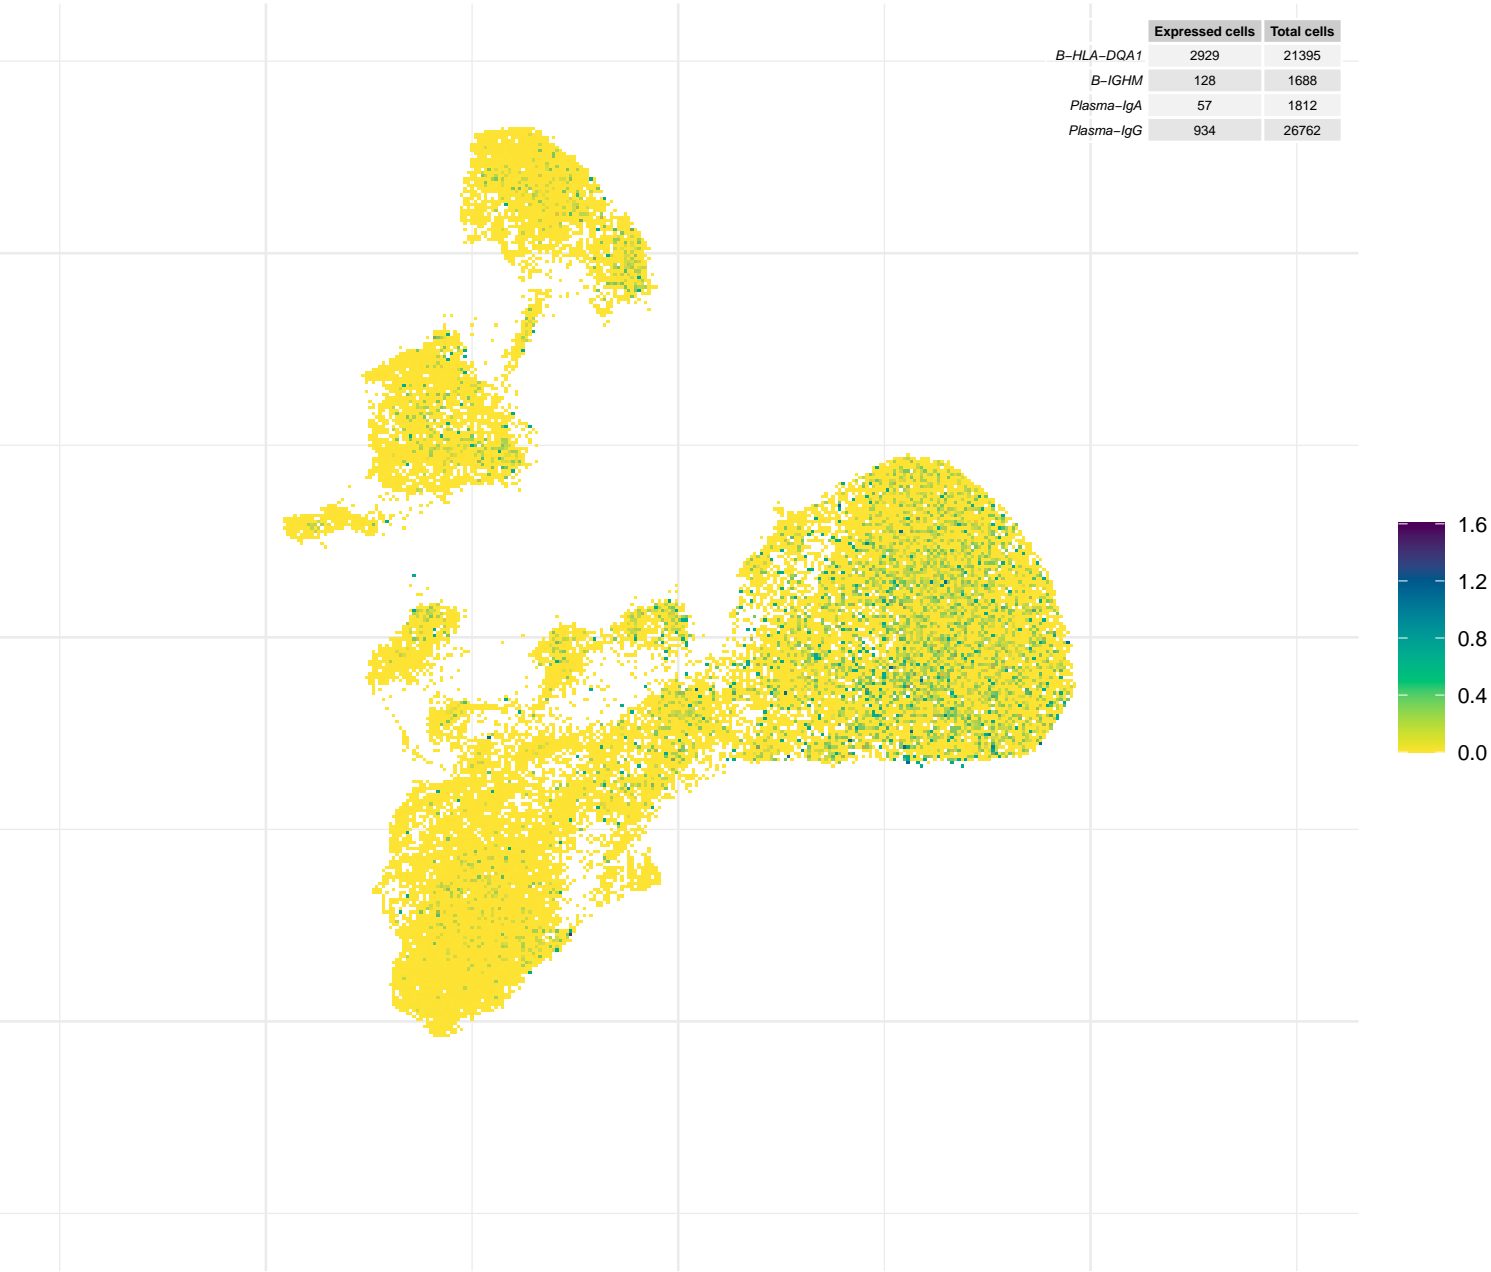 Expressed cells Total cells
B−HLA−DQA1 2929 21395
B−IGHM 128 1688
Plasma−IgA 57 1812
Plasma−IgG 934 26762
1.6
1.2
0.8
0.4
0.0